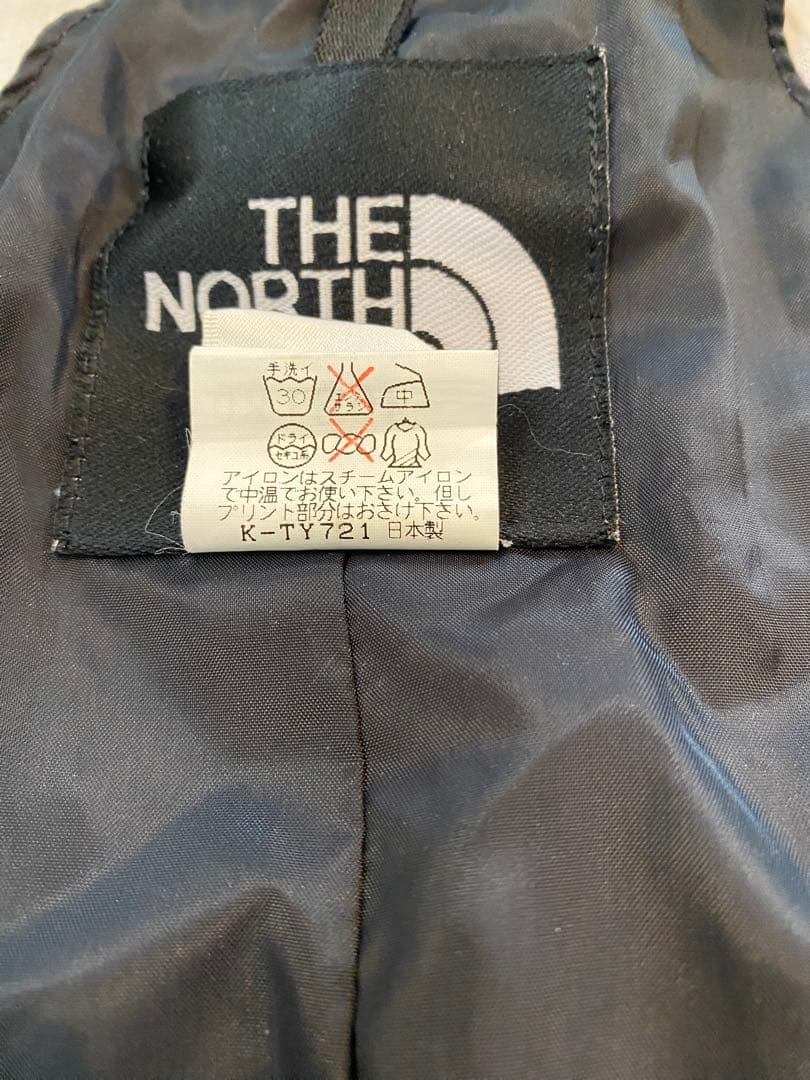 THE
NORTH
手洗イ
30
エンソ
サラシ
中
ドライ
セキユ系
アイロンはスチームアイロン
で中温でお使い下さい。但し
プリント部分はおさけ下さい。
K-TY721 日本製